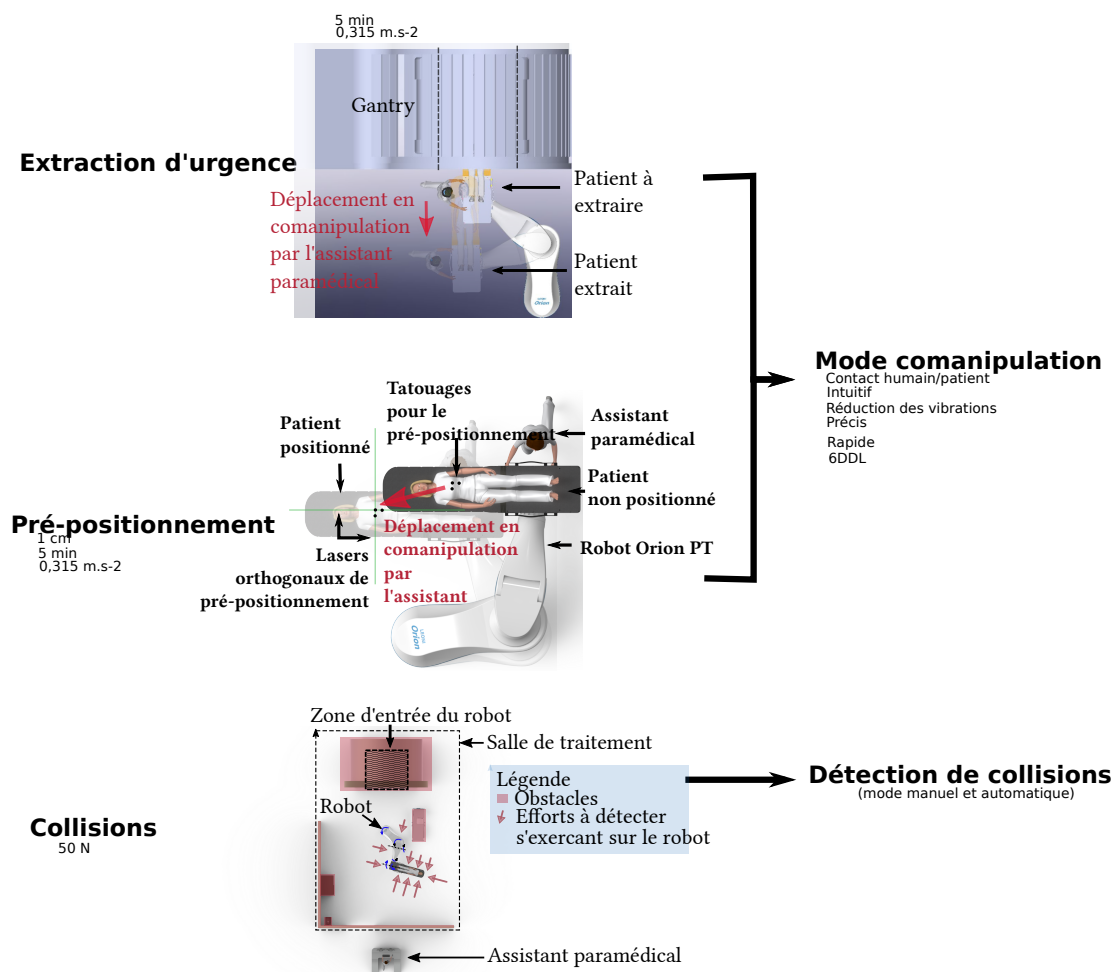 5 min
0,315 m.s-2
Gantry
Extraction d'urgence
Déplacement en
comanipulation
par l'assistant
paramédical
Patient à
extraire
Patient
extrait
Orion
Mode comanipulation
Contact humain/patient
Intuitif
Réduction des vibrations
Précis
Rapide
6DDL
Tatouages
pour le
pré-positionnement
Patient
positionné
Assistant
paramédical
Patient
non positionné
Pré-positionnement
1 cm
5 min
0,315 m.s-2
Déplacement en
comanipulation
par
l'assistant
Lasers
orthogonaux de
pré-positionnement
Robot Orion PT
LEONI
Orion
Zone d'entrée du robot
Salle de traitement
Légende
Obstacles
Efforts à détecter
s'exercant sur le robot
Détection de collisions
(mode manuel et automatique)
Robot
Collisions
50 N
Assistant paramédical